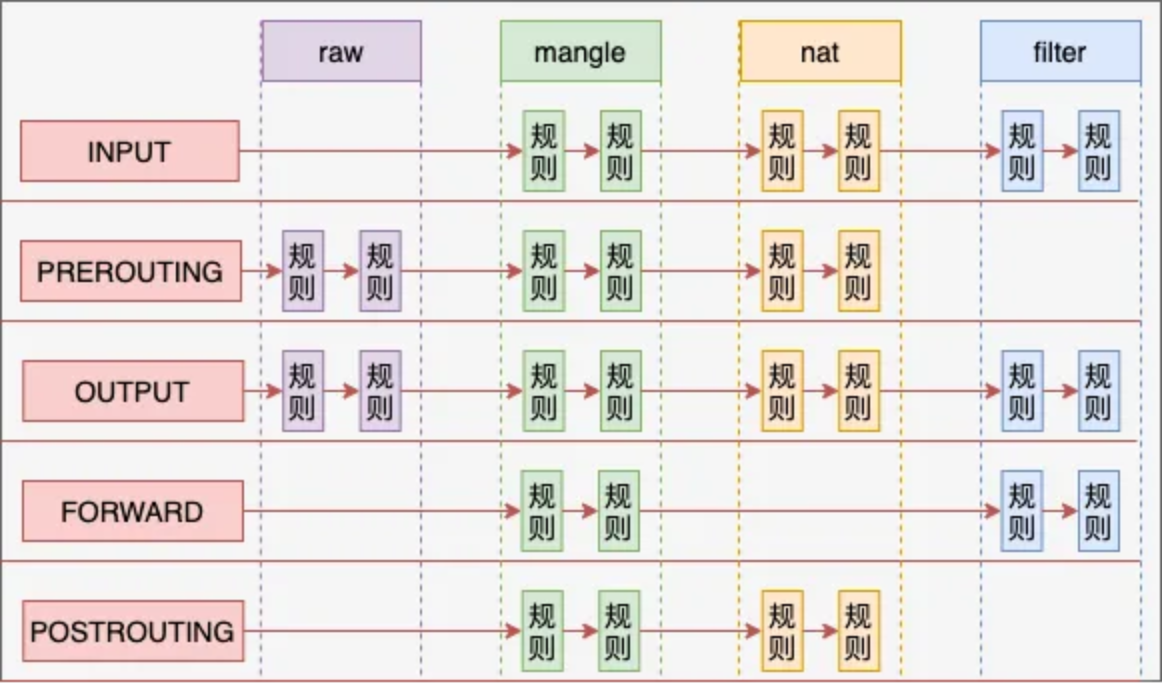 raw mangle nat filter
INPUT 规则 规则 规则 规则 规则 规则
PREROUTING 规则 规则 规则 规则 规则 规则
OUTPUT 规则 规则 规则 规则 规则 规则 规则 规则
FORWARD 规则 规则 规则 规则
POSTROUTING 规则 规则 规则 规则